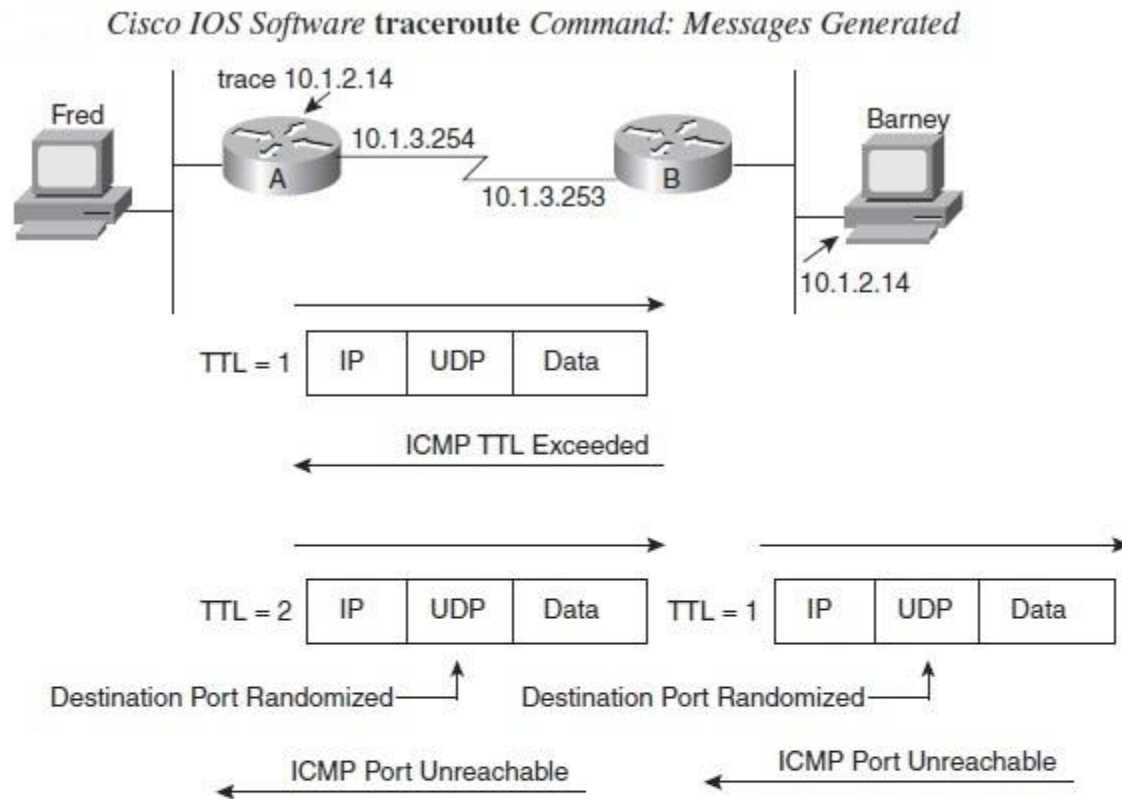 Cisco IOS Software traceroute Command: Messages Generated
trace 10.1.2.14
Fred
Barney
10.1.3.254
A
B
10.1.3.253
10.1.2.14
TTL = 1 IP UDP Data
ICMP TTL Exceeded
TTL = 2 IP UDP Data TTL = 1 IP UDP Data
Destination Port Randomized Destination Port Randomized
ICMP Port Unreachable ICMP Port Unreachable